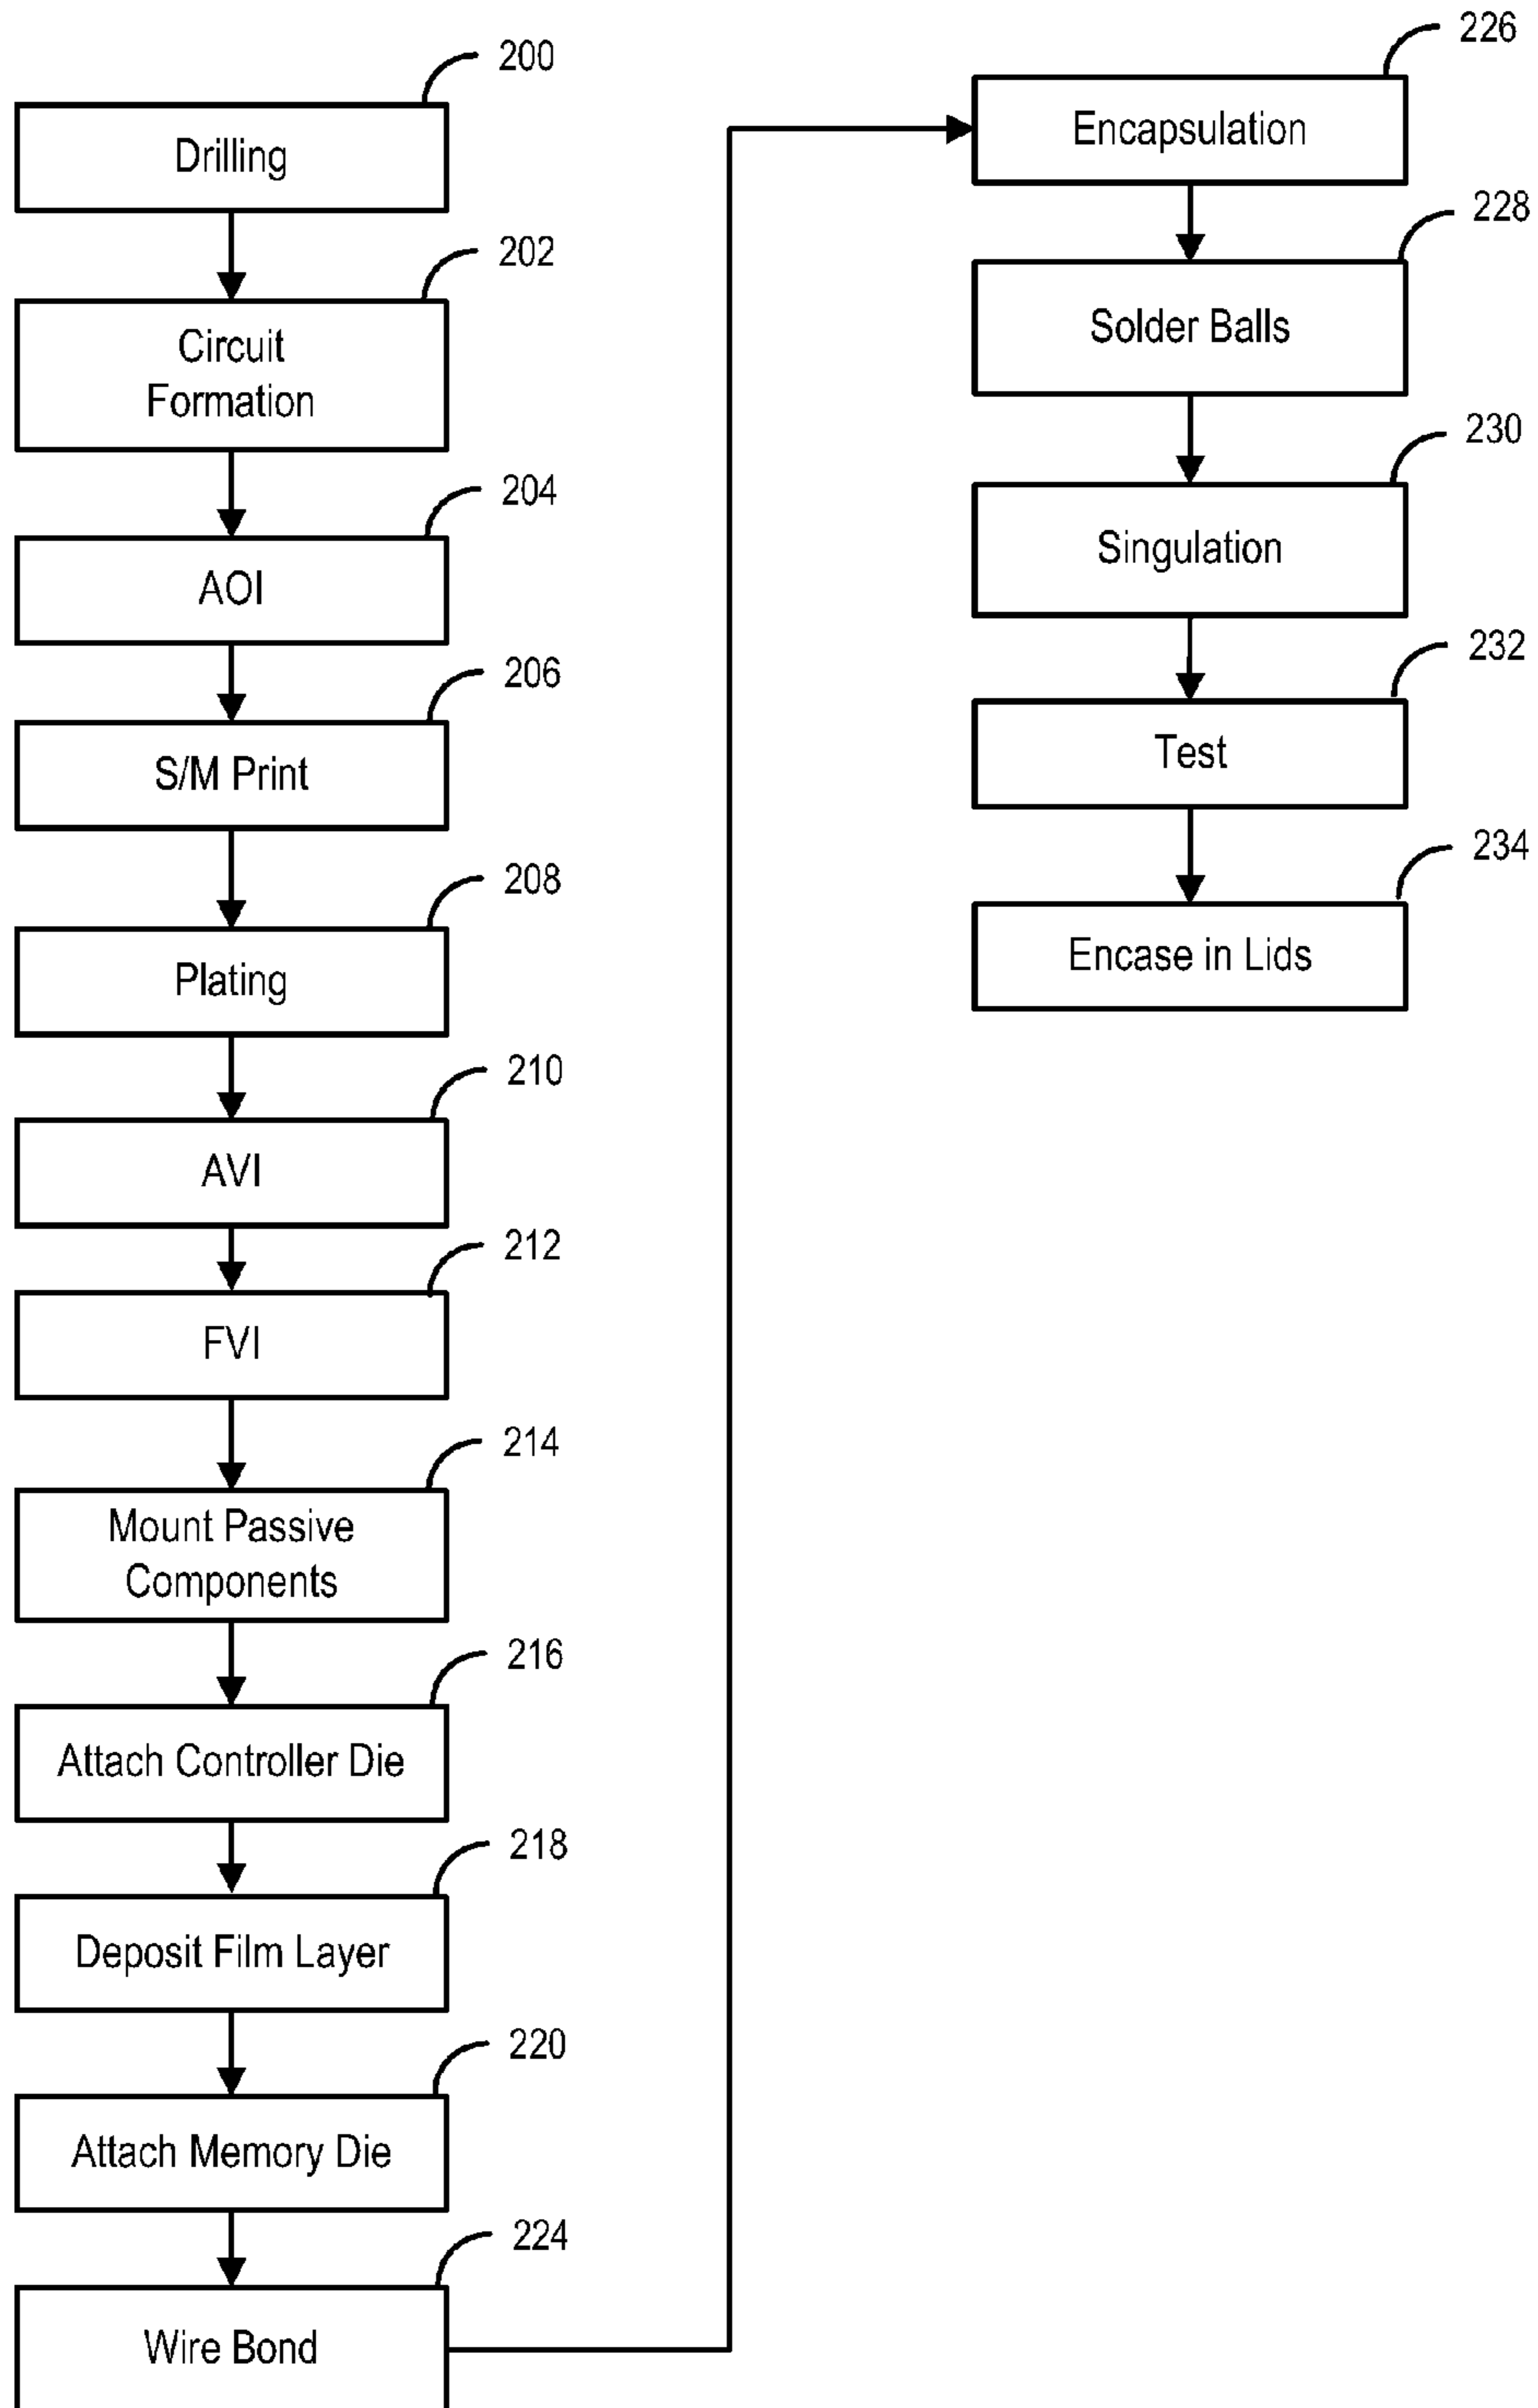 200
Drilling
202
Circuit
Formation
204
AOI
206
S/M Print
208
Plating
210
AVI
212
FVI
214
Mount Passive
Components
216
Attach Controller Die
218
Deposit Film Layer
220
Attach Memory Die
224
Wire Bond
226
Encapsulation
228
Solder Balls
230
Singulation
232
Test
234
Encase in Lids